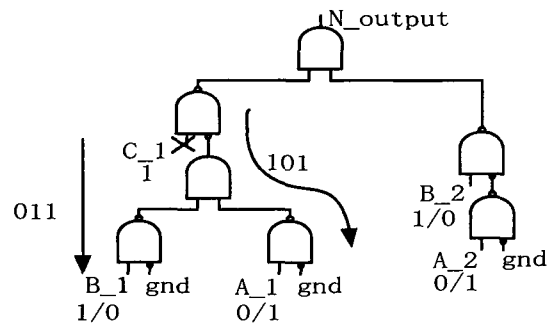 N_output
C_1
1
101
011
B_2
1/0
B_1 gnd
1/0
A_1 gnd
0/1
A_2 gnd
0/1